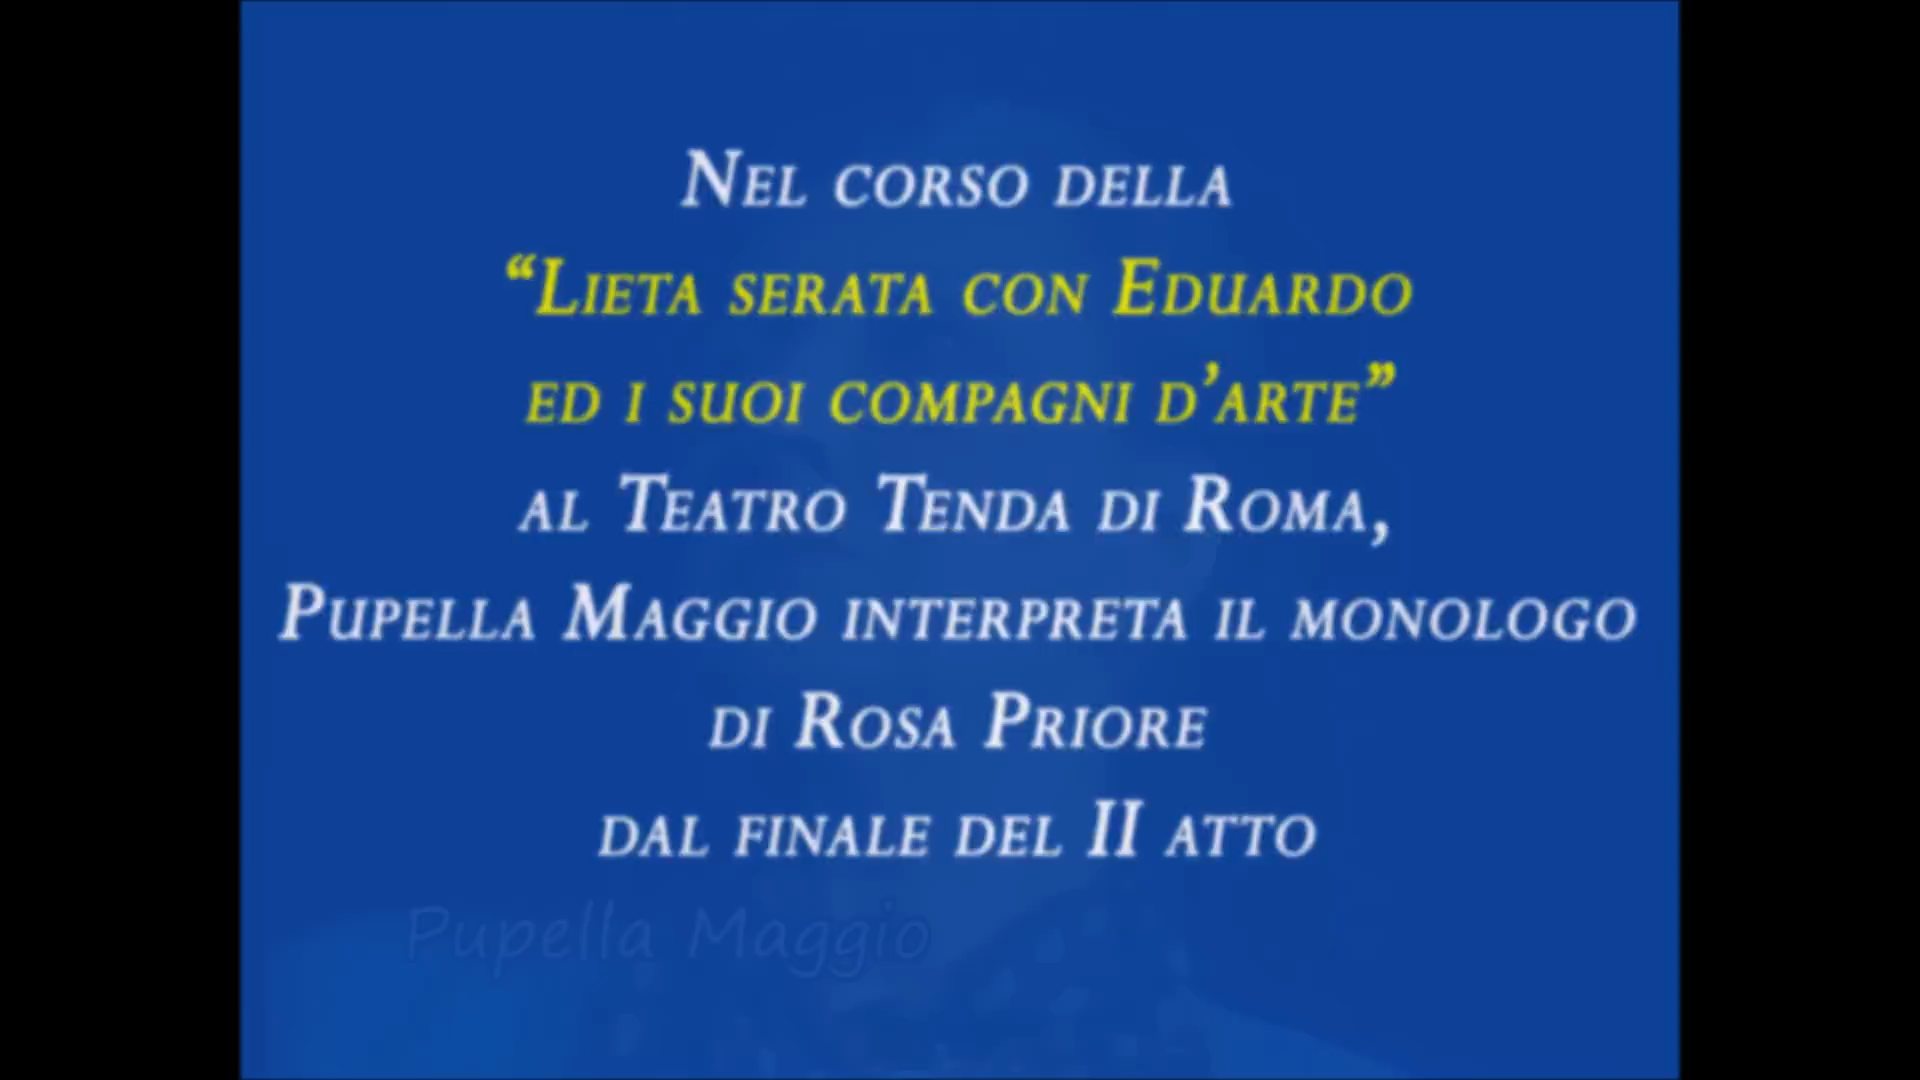 Nel corso della
“Lieta serata con Eduardo
ed i suoi compagni d’arte”
al Teatro Tenda di Roma,
Pupella Maggio interpreta il monologo
di Rosa Priore
dal finale del II atto
Pupella Maggio